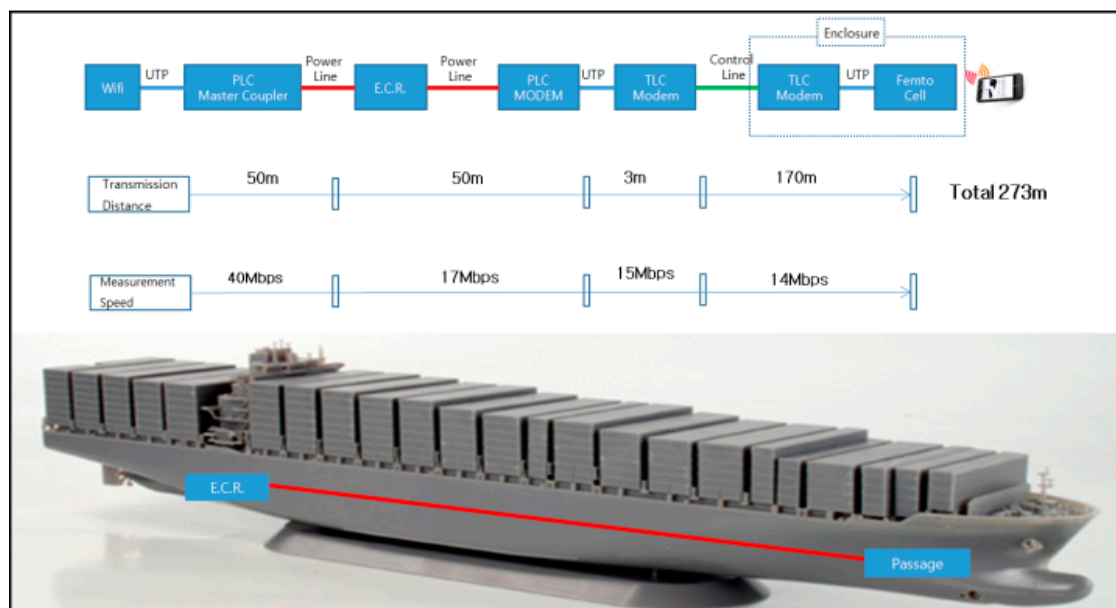 Enclosure
UTP
Power
Line
Power
Line
UTP
Control
Line
UTP
Wifi
PLC
Master Coupler
E.C.R.
PLC
MODEM
TLC
Modem
TLC
Modem
Femto
Cell
Transmission
Distance
50m
50m
3m
170m
Total 273m
Measurement
Speed
40Mbps
17Mbps
15Mbps
14Mbps
E.C.R.
Passage